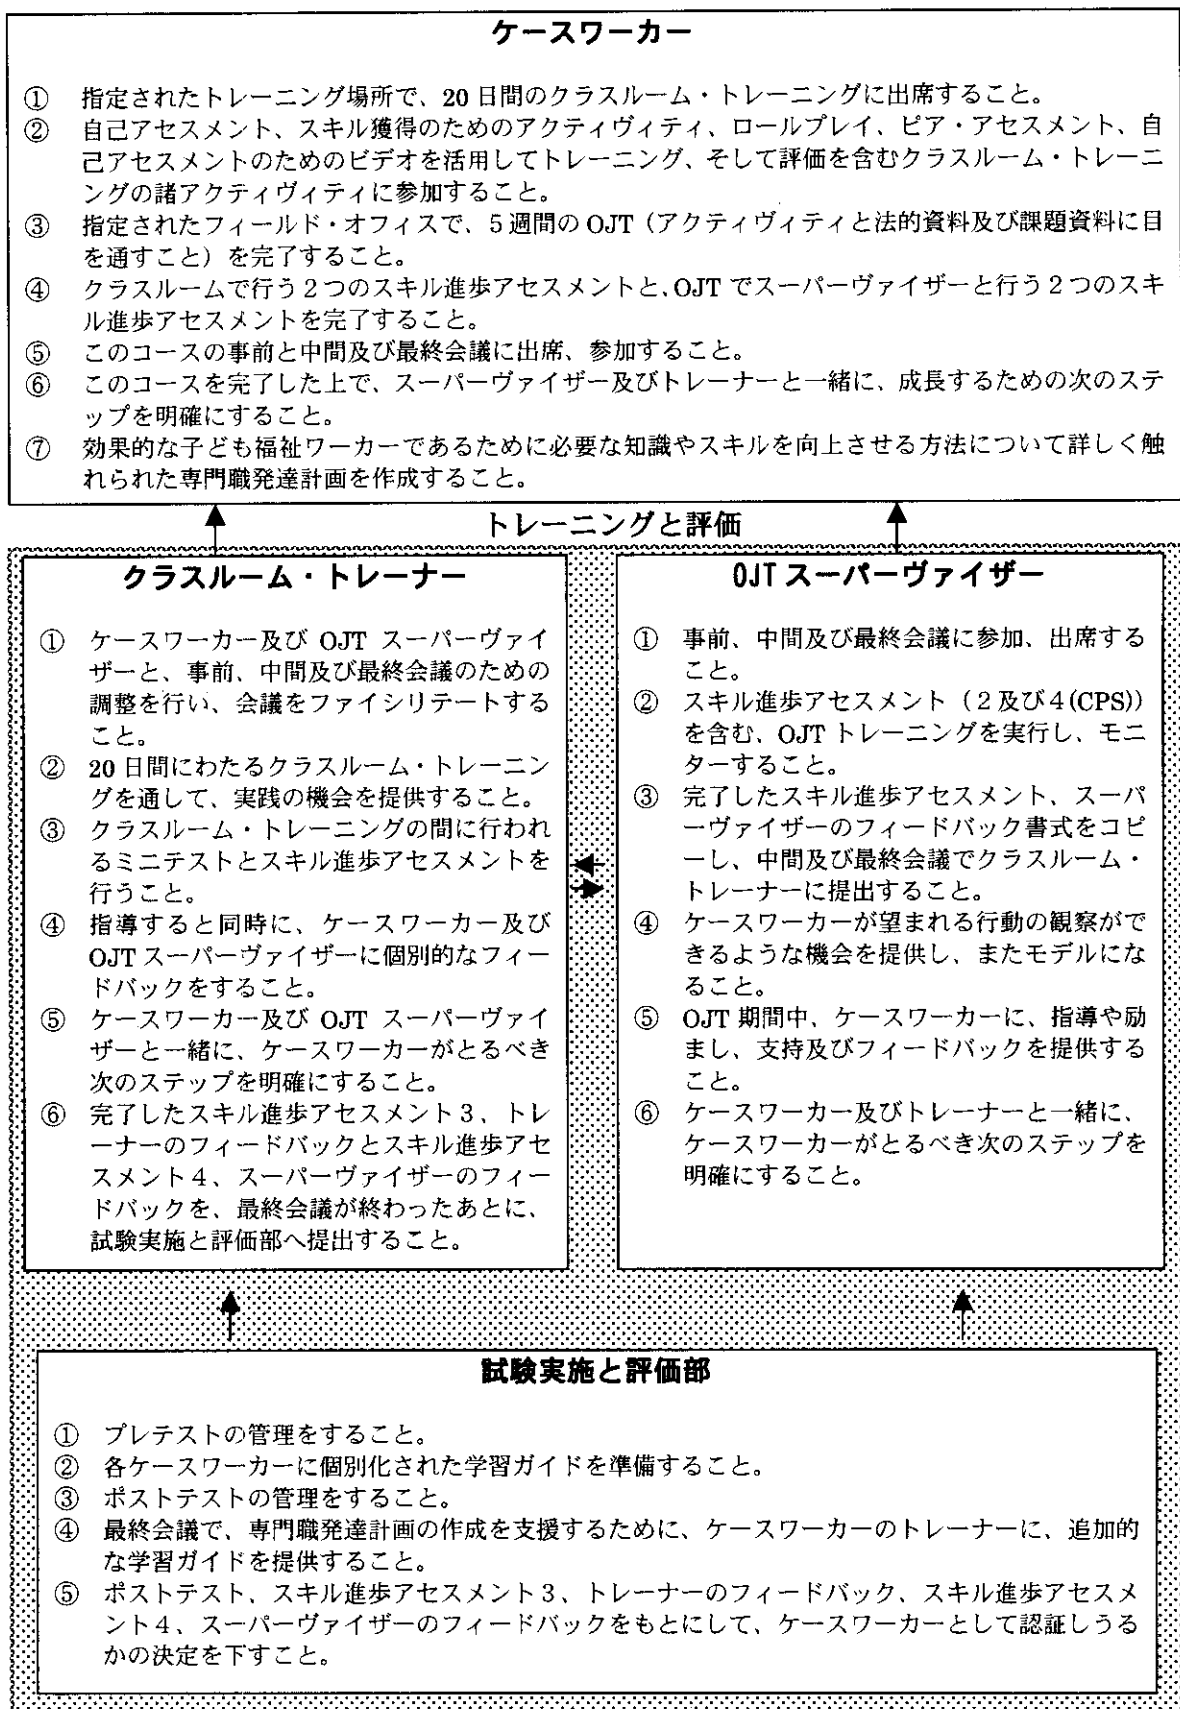 ケースワーカー
① 指定されたトレーニング場所で、20日間のクラスルーム・トレーニングに出席すること。
② 自己アセスメント、スキル獲得のためのアクティヴィティ、ロールプレイ、ピア・アセスメント、自
己アセスメントのためのビデオを活用してトレーニング、そして評価を含むクラスルーム・トレーニ
ングの諸アクティヴィティに参加すること。
③ 指定されたフィールド・オフィスで、5週間の OJT（アクティヴィティと法的資料及び課題資料に目
を通すこと）を完了すること。
④ クラスルームで行う２つのスキル進歩アセスメントと、OJT でスーパーヴァイザーと行う２つのスキ
ル進歩アセスメントを完了すること。
⑤ このコースの事前と中間及び最終会議に出席、参加すること。
⑥ このコースを完了した上で、スーパーヴァイザー及びトレーナーと一緒に、成長するための次のステ
ップを明確にすること。
⑦ 効果的な子ども福祉ワーカーであるために必要な知識やスキルを向上させる方法について詳しく触
れられた専門職発達計画を作成すること。
トレーニングと評価
クラスルーム・トレーナー
① ケースワーカー及び OJT スーパーヴァイ
ザーと、事前、中間及び最終会議のための
調整を行い、会議をファイシリテートする
こと。
② 20 日間にわたるクラスルーム・トレーニン
グを通して、実践の機会を提供すること。
③ クラスルーム・トレーニングの間に行われ
るミニテストとスキル進歩アセスメントを
行うこと。
④ 指導すると同時に、ケースワーカー及び
OJT スーパーヴァイザーに個別的なフィー
ドバックをすること。
⑤ ケースワーカー及び OJT スーパーヴァイ
ザーと一緒に、ケースワーカーがとるべき
次のステップを明確にすること。
⑥ 完了したスキル進歩アセスメント３、トレ
ーナーのフィードバックとスキル進歩アセ
スメント４、スーパーヴァイザーのフィー
ドバックを、最終会議が終わったあとに、
試験実施と評価部へ提出すること。
OJT スーパーヴァイザー
① 事前、中間及び最終会議に参加、出席する
こと。
② スキル進歩アセスメント（２及び４(CPS)）
を含む、OJT トレーニングを実行し、モニ
ターすること。
③ 完了したスキル進歩アセスメント、スーパ
ーヴァイザーのフィードバック書式をコピ
ーし、中間及び最終会議でクラスルーム・
トレーナーに提出すること。
④ ケースワーカーが望まれる行動の観察がで
きるような機会を提供し、またモデルにな
ること。
⑤ OJT 期間中、ケースワーカーに、指導や励
まし、支持及びフィードバックを提供する
こと。
⑥ ケースワーカー及びトレーナーと一緒に、
ケースワーカーがとるべき次のステップを
明確にすること。
試験実施と評価部
① プレテストの管理をすること。
② 各ケースワーカーに個別化された学習ガイドを準備すること。
③ ポストテストの管理をすること。
④ 最終会議で、専門職発達計画の作成を支援するために、ケースワーカーのトレーナーに、追加的
な学習ガイドを提供すること。
⑤ ポストテスト、スキル進歩アセスメント３、トレーナーのフィードバック、スキル進歩アセスメ
ント４、スーパーヴァイザーのフィードバックをもとにして、ケースワーカーとして認証しうる
かの決定を下すこと。